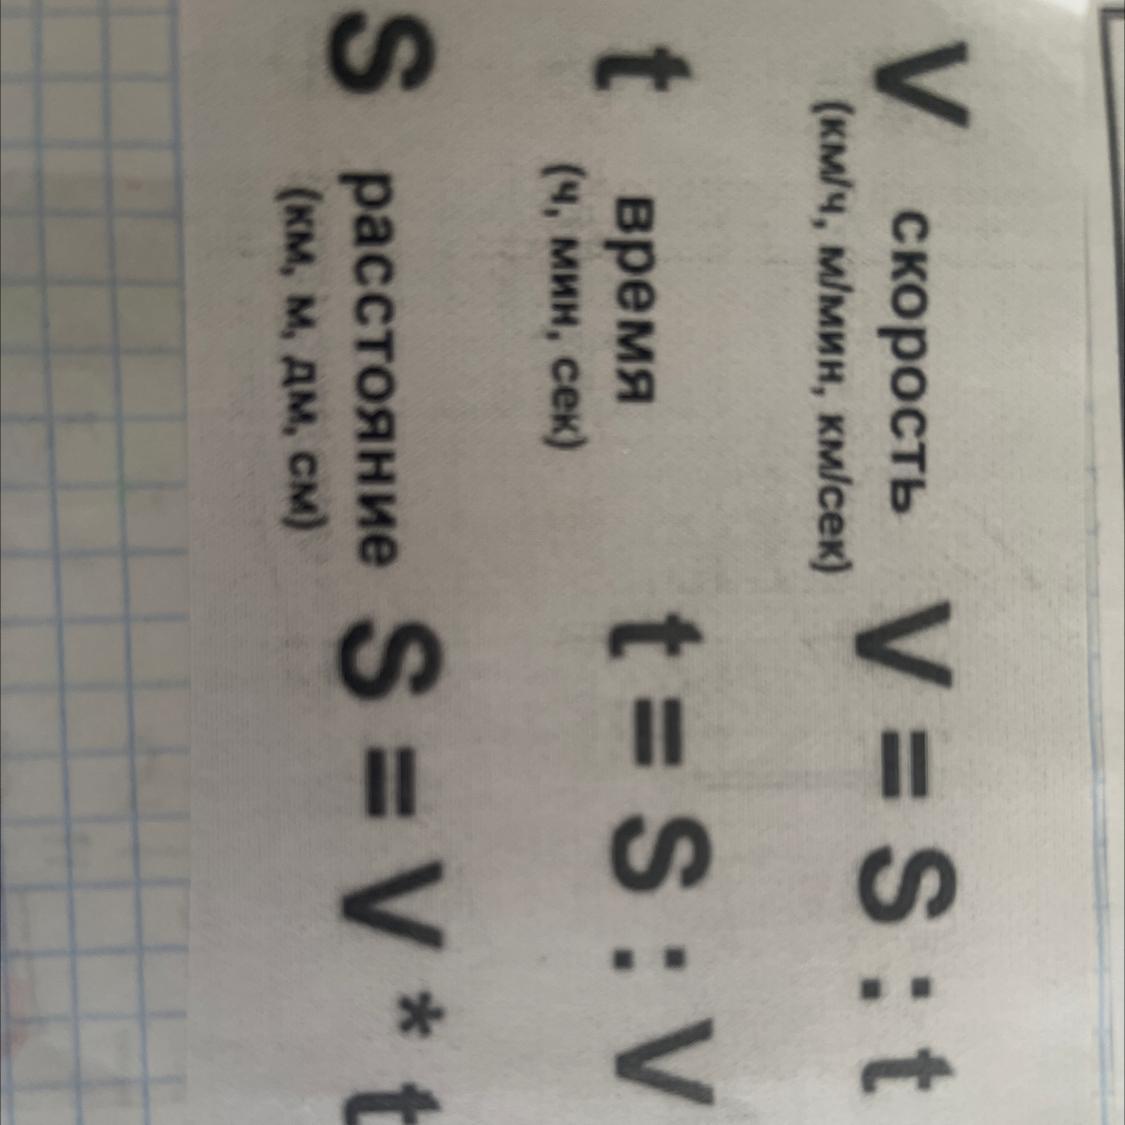 V скорость V = S : t
(км/ч, м/мин, км/сек)
t время t = S : V
(ч, мин, сек)
S расстояние S = V * t
(км, м, дм, см)